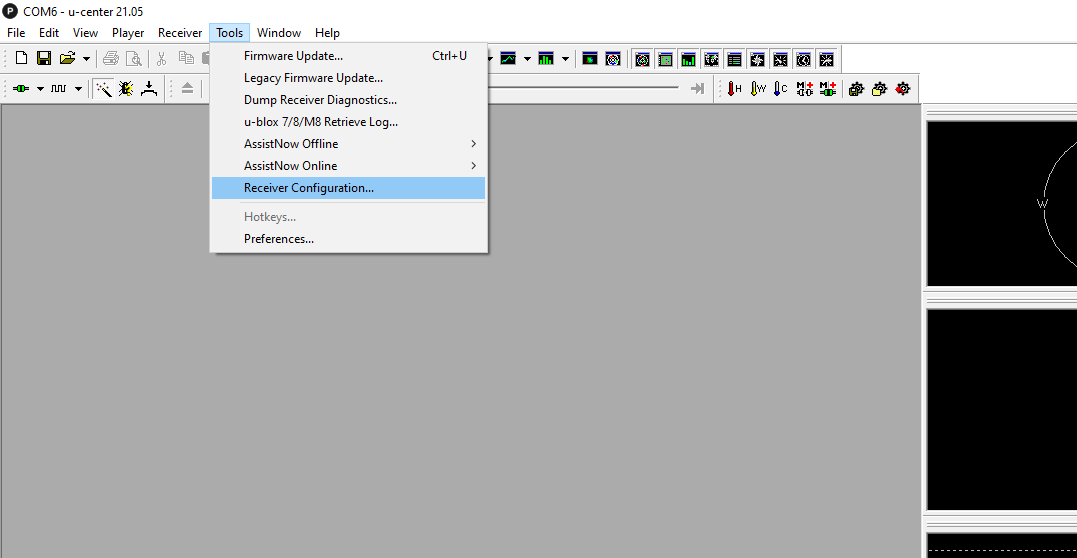 COM6 - u-center 21.05
File Edit View Player Receiver Tools Window Help
Firmware Update... Ctrl+U
Legacy Firmware Update...
Dump Receiver Diagnostics...
u-blox 7/8/M8 Retrieve Log...
AssistNow Offline
AssistNow Online
Receiver Configuration...
Hotkeys...
Preferences...
H W C M M
W